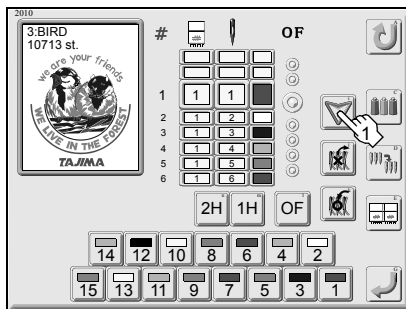 2010
3:BIRD
10713 st.
we are your friends
WE LIVE IN THE FOREST
TAJIMA
# OF
1 1 1
2 1 2
3 1 3
4 1 4
5 1 5
6 1 6
1
2H 1H OF
14 12 10 8 6 4 2
15 13 11 9 7 5 3 1